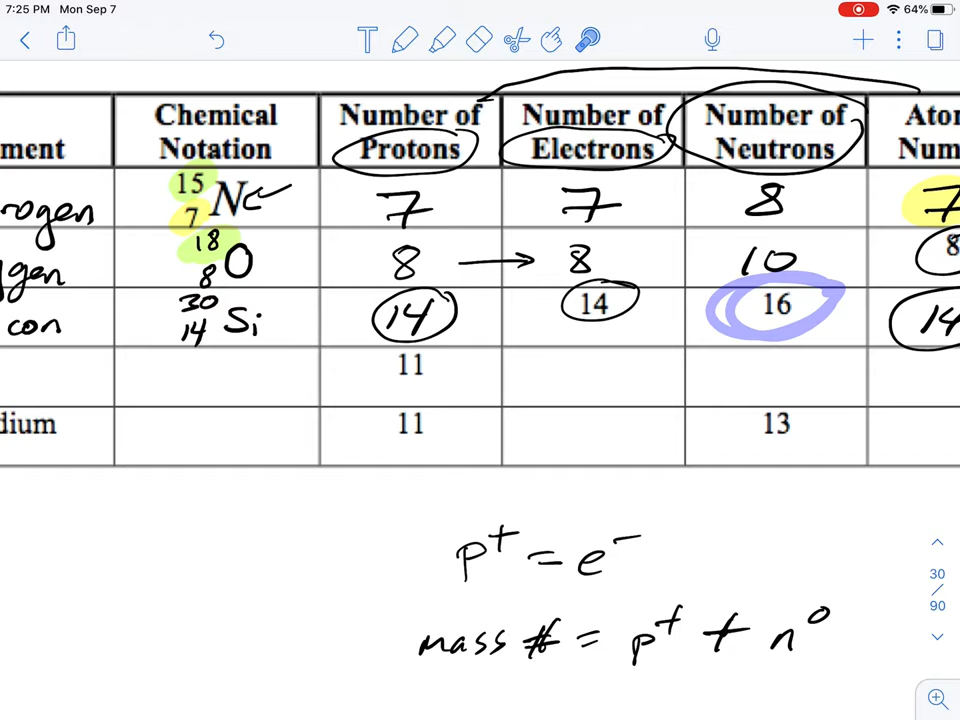 7:25 PM Mon Sep 7 64%
T
Chemical Number of Number of Number of Atom
ment Notation Protons Electrons Neutrons Num
rogen 15 7 N 7 7 8 7
ygen 18 8 O 8 → 8 10 8
con 30 14 Si 14 14 16 14
11
dium 11 13
p+ = e-
mass # = p+ + n0
30
/
90